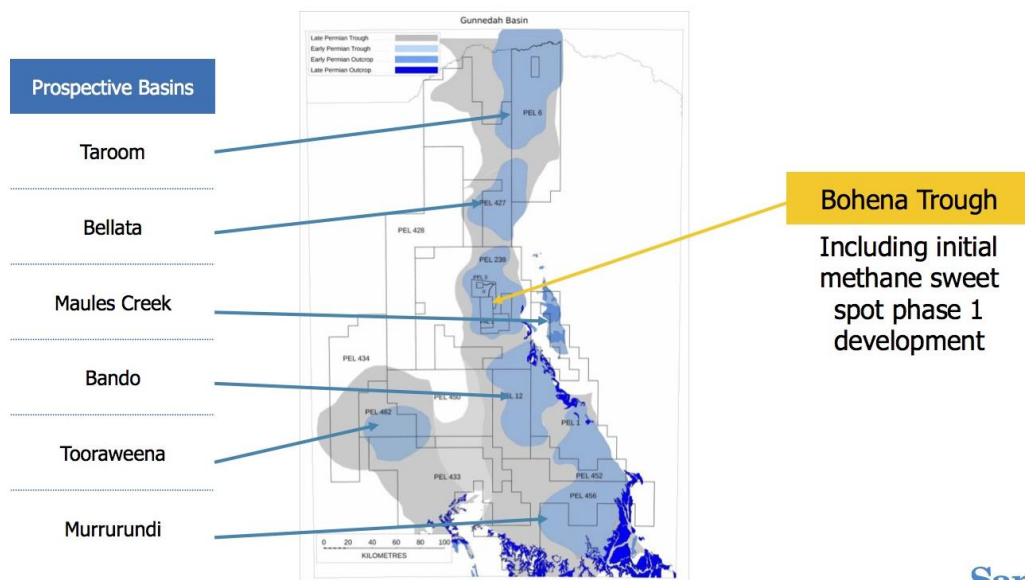 Gunnedah Basin
Late Permian Trough
Early Permian Trough
Early Permian Outcrop
Late Permian Outcrop
Prospective Basins
Taroom
Bellata
Maules Creek
Bando
Tooraweena
Murrurundi
PEL 6
PEL 427
PEL 428
PEL 238
PEL 434
PEL 450
PEL 462
PEL 12
PEL 1
PEL 433
PEL 452
PEL 456
0 20 40 60 80 100
KILOMETRES
Bohena Trough
Including initial
methane sweet
spot phase 1
development